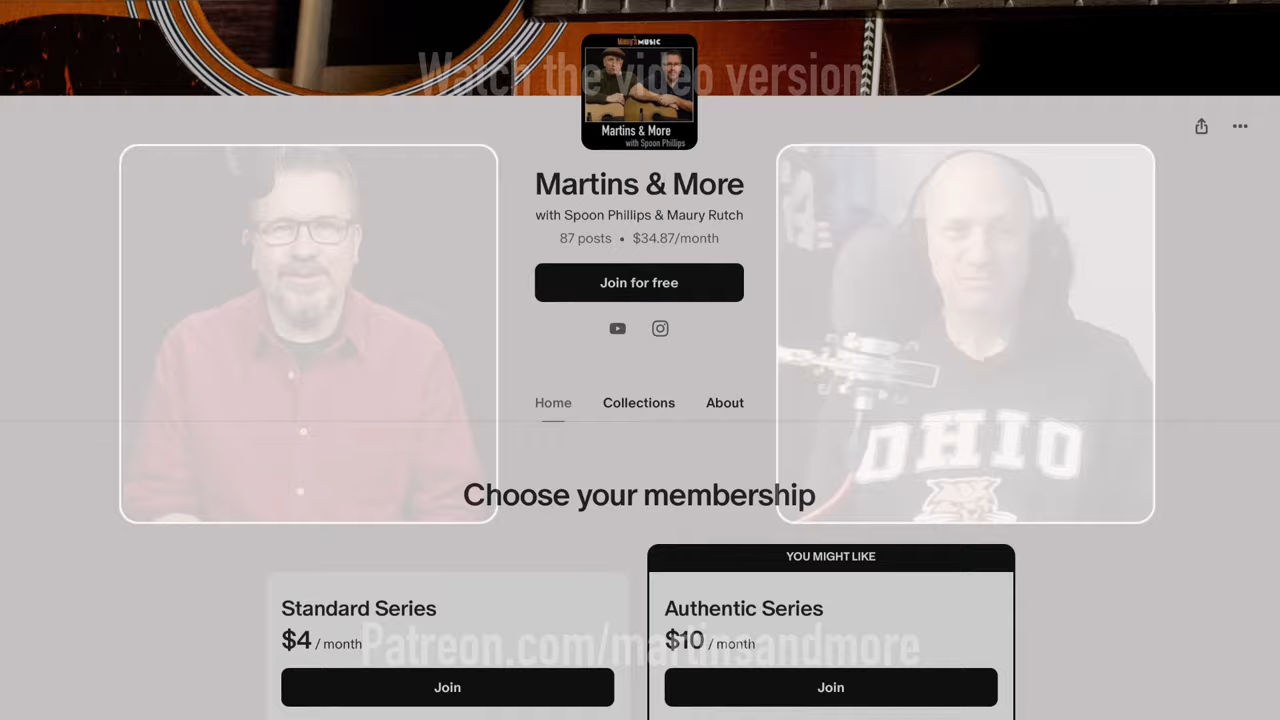 Watch the video version
Maury's MUSIC
Martins & More
with Spoon Phillips
Martins & More
with Spoon Phillips & Maury Rutch
87 posts • $34.87/month
Join for free
Home Collections About
OHIO
Choose your membership
YOU MIGHT LIKE
Standard Series
$4 / month
Join
Authentic Series
$10 / month
Join
Patreon.com/martinsandmore